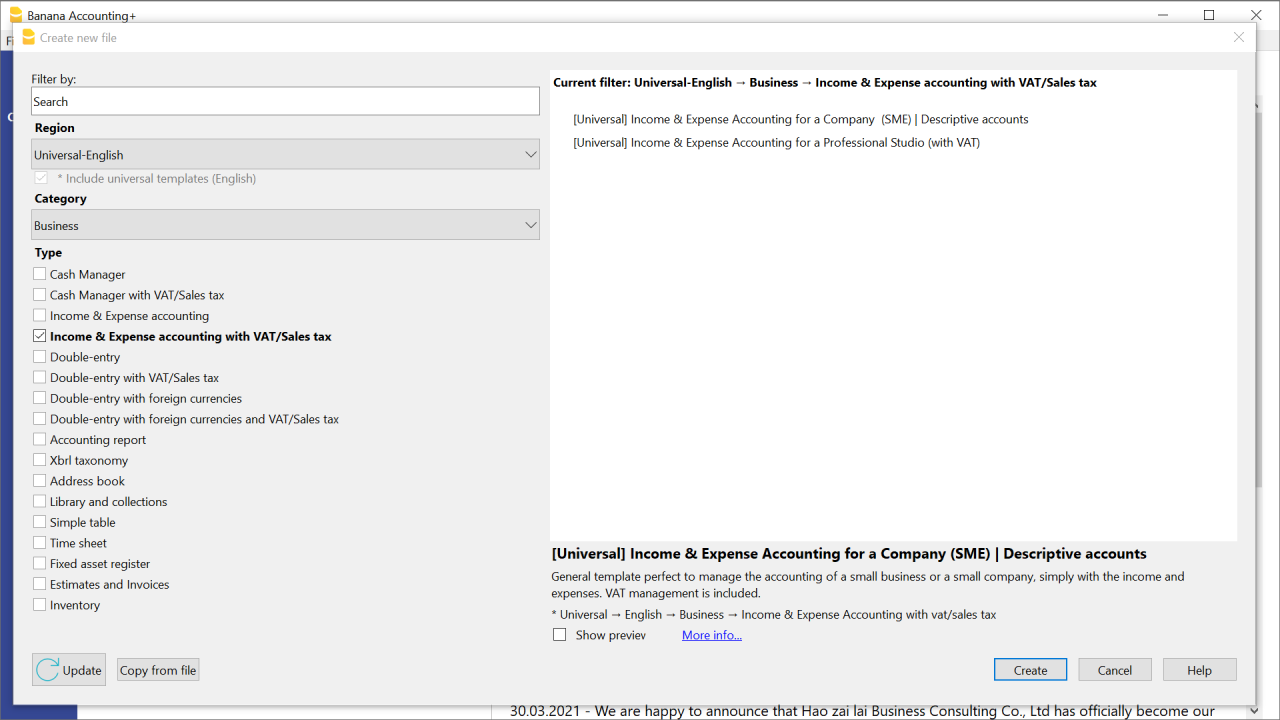 Banana Accounting+
Create new file
Filter by:
Search
Region
Universal-English
* Include universal templates (English)
Category
Business
Type
Cash Manager
Cash Manager with VAT/Sales tax
Income & Expense accounting
Income & Expense accounting with VAT/Sales tax
Double-entry
Double-entry with VAT/Sales tax
Double-entry with foreign currencies
Double-entry with foreign currencies and VAT/Sales tax
Accounting report
Xbrl taxonomy
Address book
Library and collections
Simple table
Time sheet
Fixed asset register
Estimates and Invoices
Inventory
Update
Copy from file
Current filter: Universal-English → Business → Income & Expense accounting with VAT/Sales tax
[Universal] Income & Expense Accounting for a Company (SME) | Descriptive accounts
[Universal] Income & Expense Accounting for a Professional Studio (with VAT)
[Universal] Income & Expense Accounting for a Company (SME) | Descriptive accounts
General template perfect to manage the accounting of a small business or a small company, simply with the income and
expenses. VAT management is included.
* Universal → English → Business → Income & Expense Accounting with vat/sales tax
Show previev
More info...
Create
Cancel
Help
30.03.2021 - We are happy to announce that Hao zai lai Business Consulting Co., Ltd has officially become our